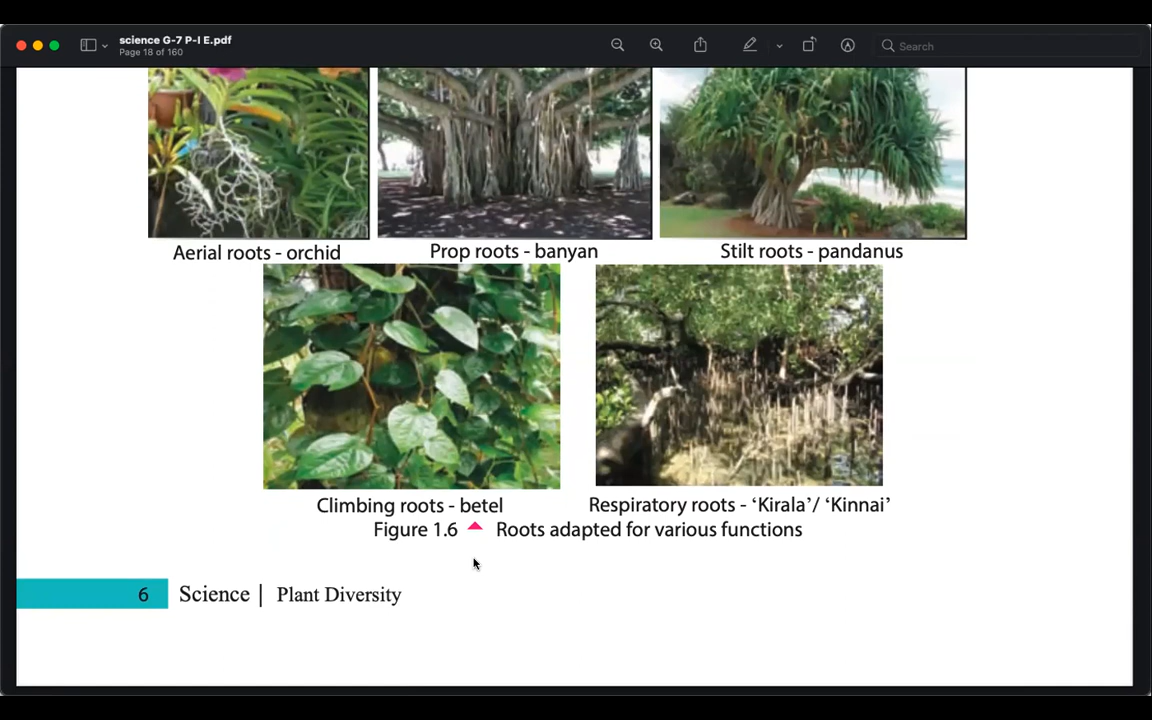 science G-7 P-I E.pdf
Page 18 of 160
Search
Aerial roots - orchid
Prop roots - banyan
Stilt roots - pandanus
Climbing roots - betel
Respiratory roots - ‘Kirala’/ ‘Kinnai’
Figure 1.6 Roots adapted for various functions
6 Science | Plant Diversity